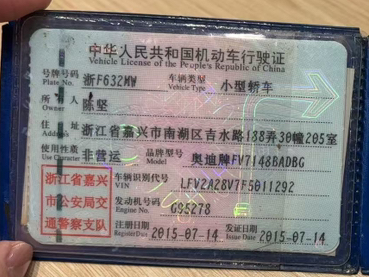 中华人民共和国机动车行驶证
Vehicle License of the People's Republic of China
号牌号码 Plate No. 浙F632MW 车辆类型 Vehicle Type 小型轿车
所有人 Owner 陈坚
住址 Address 浙江省嘉兴市南湖区吉水路188弄30幢205室
使用性质 Use Character 非营运 品牌型号 Model 奥迪牌FV7148BADBG
浙江省嘉兴市公安局交通警察支队
车辆识别代号 VIN LFV2A28V7F5011292
发动机号码 Engine No. G95278
注册日期 Register Date 2015-07-14 发证日期 Issue Date 2015-07-14